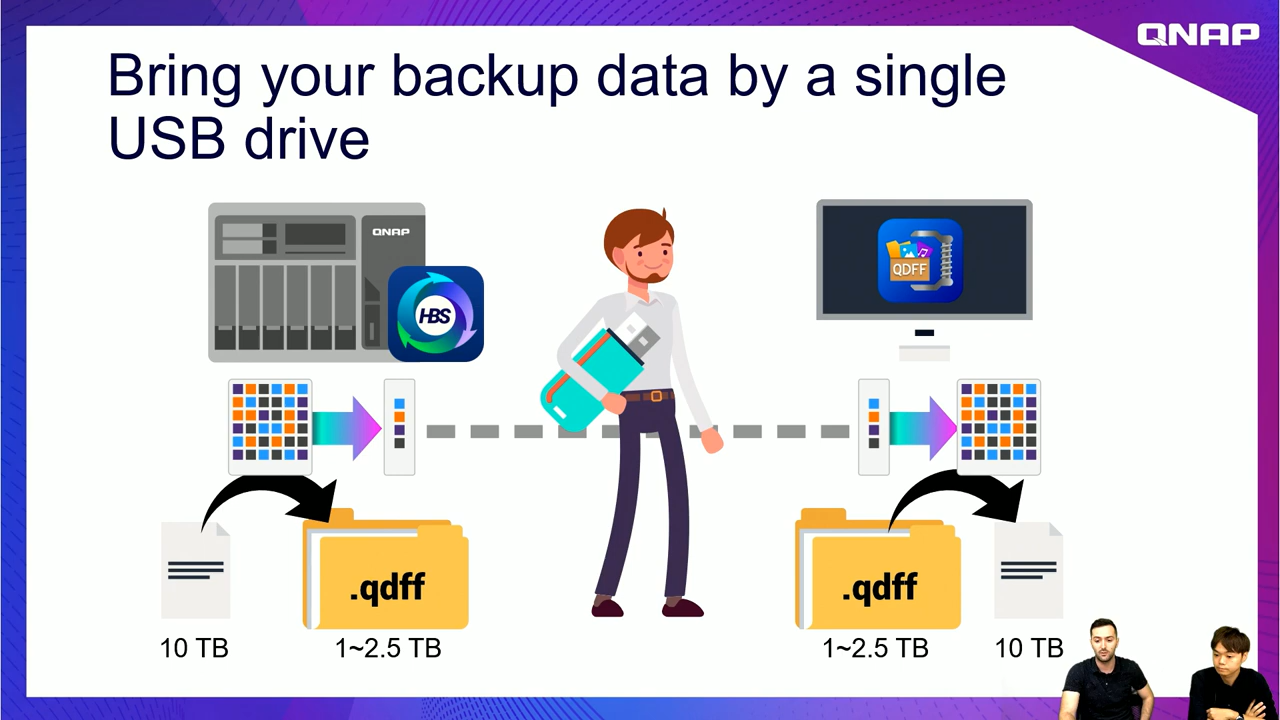 QNAP
Bring your backup data by a single
USB drive
QNAP
HBS
QDFF
.qdff
.qdff
10 TB
1~2.5 TB
1~2.5 TB
10 TB